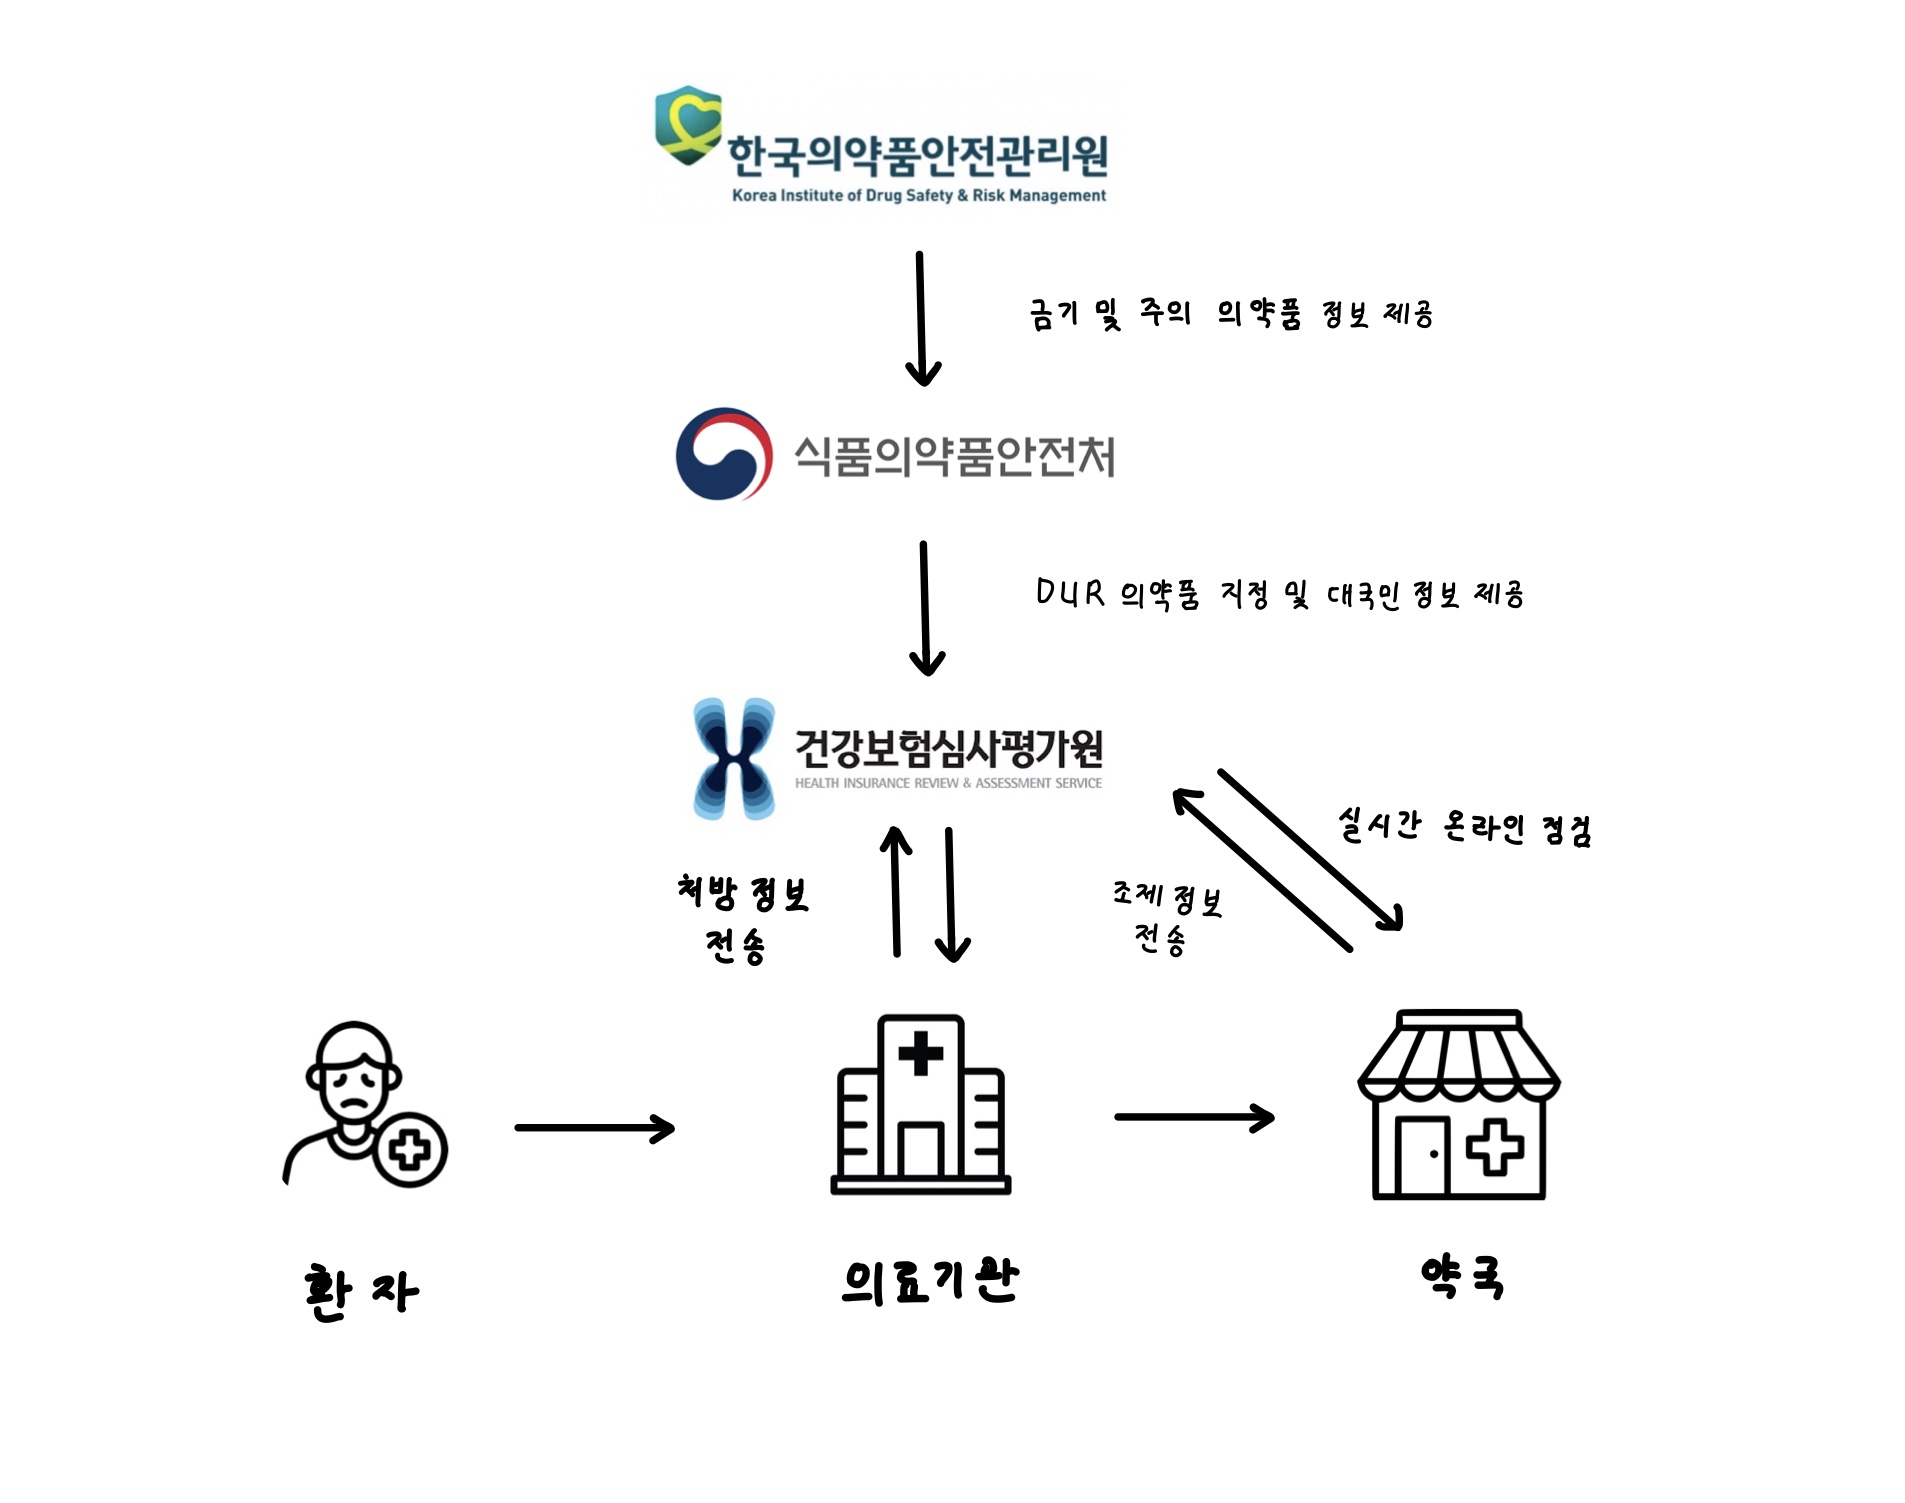 한국의약품안전관리원
Korea Institute of Drug Safety & Risk Management
금기 및 주의 의약품 정보 제공
식품의약품안전처
DUR 의약품 지정 및 대국민 정보 제공
건강보험심사평가원
HEALTH INSURANCE REVIEW & ASSESSMENT SERVICE
실시간 온라인 점검
처방 정보
전송
조제 정보
전송
환자
의료기관
약국